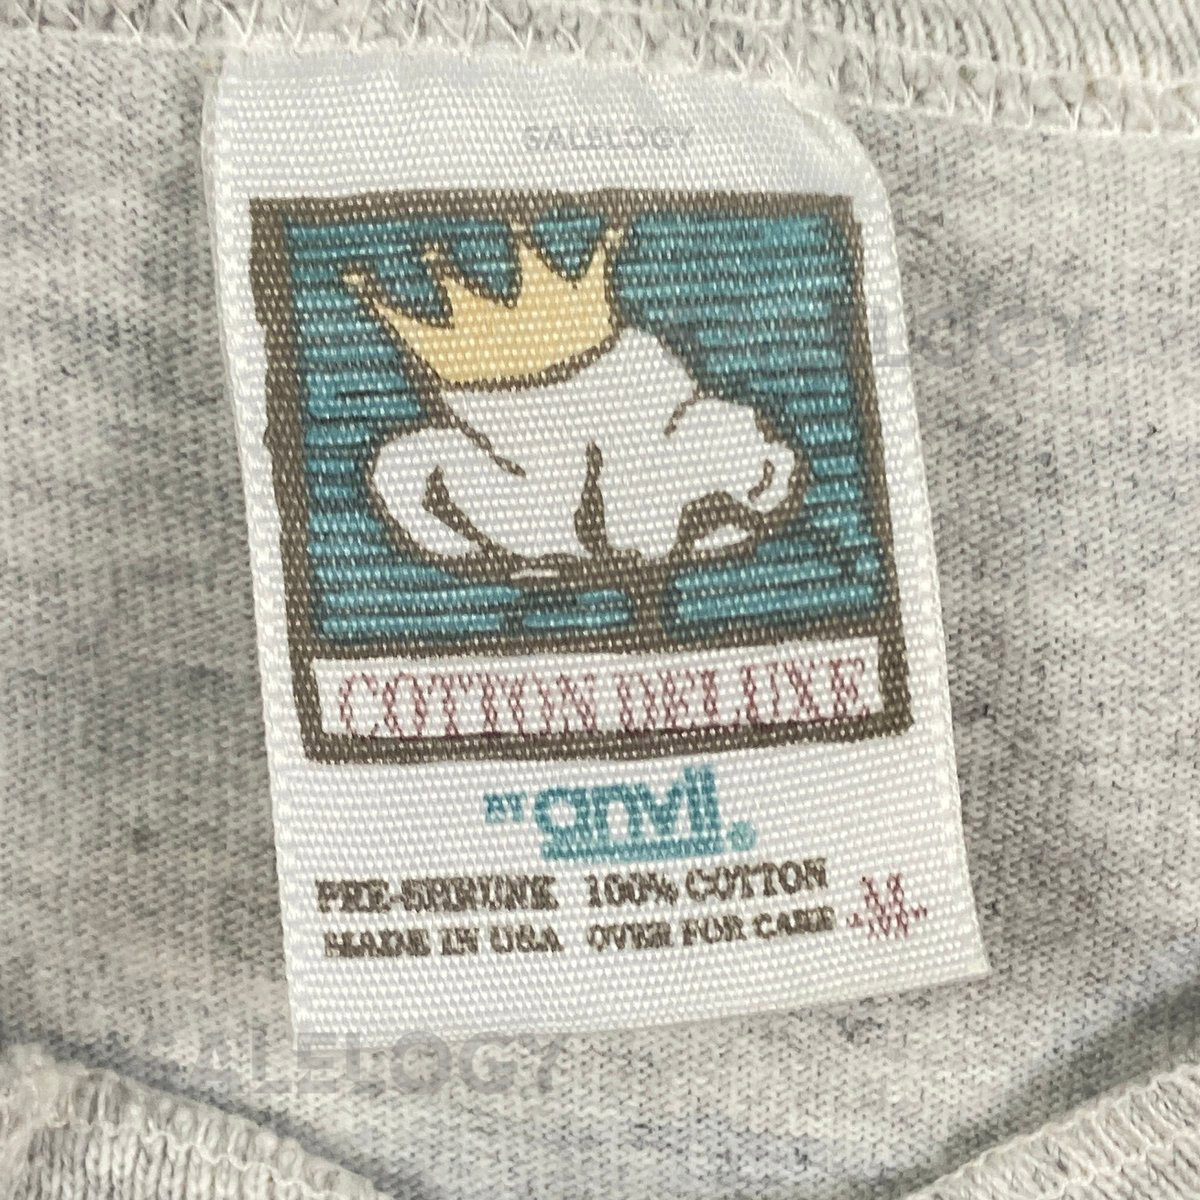 SALELOGY
COTTON DELUXE
BY anvil®
PRE-SHRUNK 100% COTTON
MADE IN USA OVER FOR CARE "M"
SALELOGY